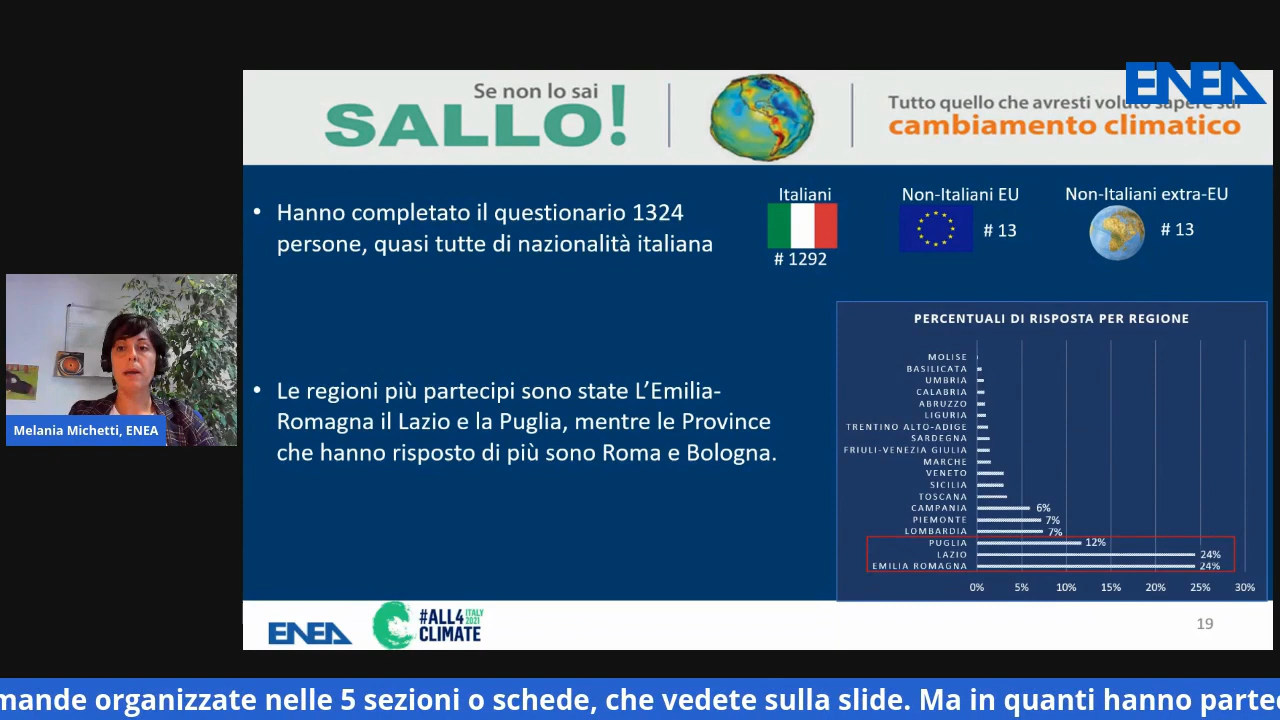 ENEA
Se non lo sai
SALLO!
Tutto quello che avresti voluto sapere sul
cambiamento climatico
• Hanno completato il questionario 1324
persone, quasi tutte di nazionalità italiana
Italiani
# 1292
Non-Italiani EU
# 13
Non-Italiani extra-EU
# 13
• Le regioni più partecipi sono state L’Emilia-
Romagna il Lazio e la Puglia, mentre le Province
che hanno risposto di più sono Roma e Bologna.
PERCENTUALI DI RISPOSTA PER REGIONE
MOLISE
BASILICATA
UMBRIA
CALABRIA
ABRUZZO
LIGURIA
TRENTINO ALTO-ADIGE
SARDEGNA
FRIULI-VENEZIA GIULIA
MARCHE
VENETO
SICILIA
TOSCANA
CAMPANIA 6%
PIEMONTE 7%
LOMBARDIA 7%
PUGLIA 12%
LAZIO 24%
EMILIA ROMAGNA 24%
0% 5% 10% 15% 20% 25% 30%
Melania Michetti, ENEA
ENEA
#ALL4 ITALY
CLIMATE 2021
19
mande organizzate nelle 5 sezioni o schede, che vedete sulla slide. Ma in quanti hanno parte